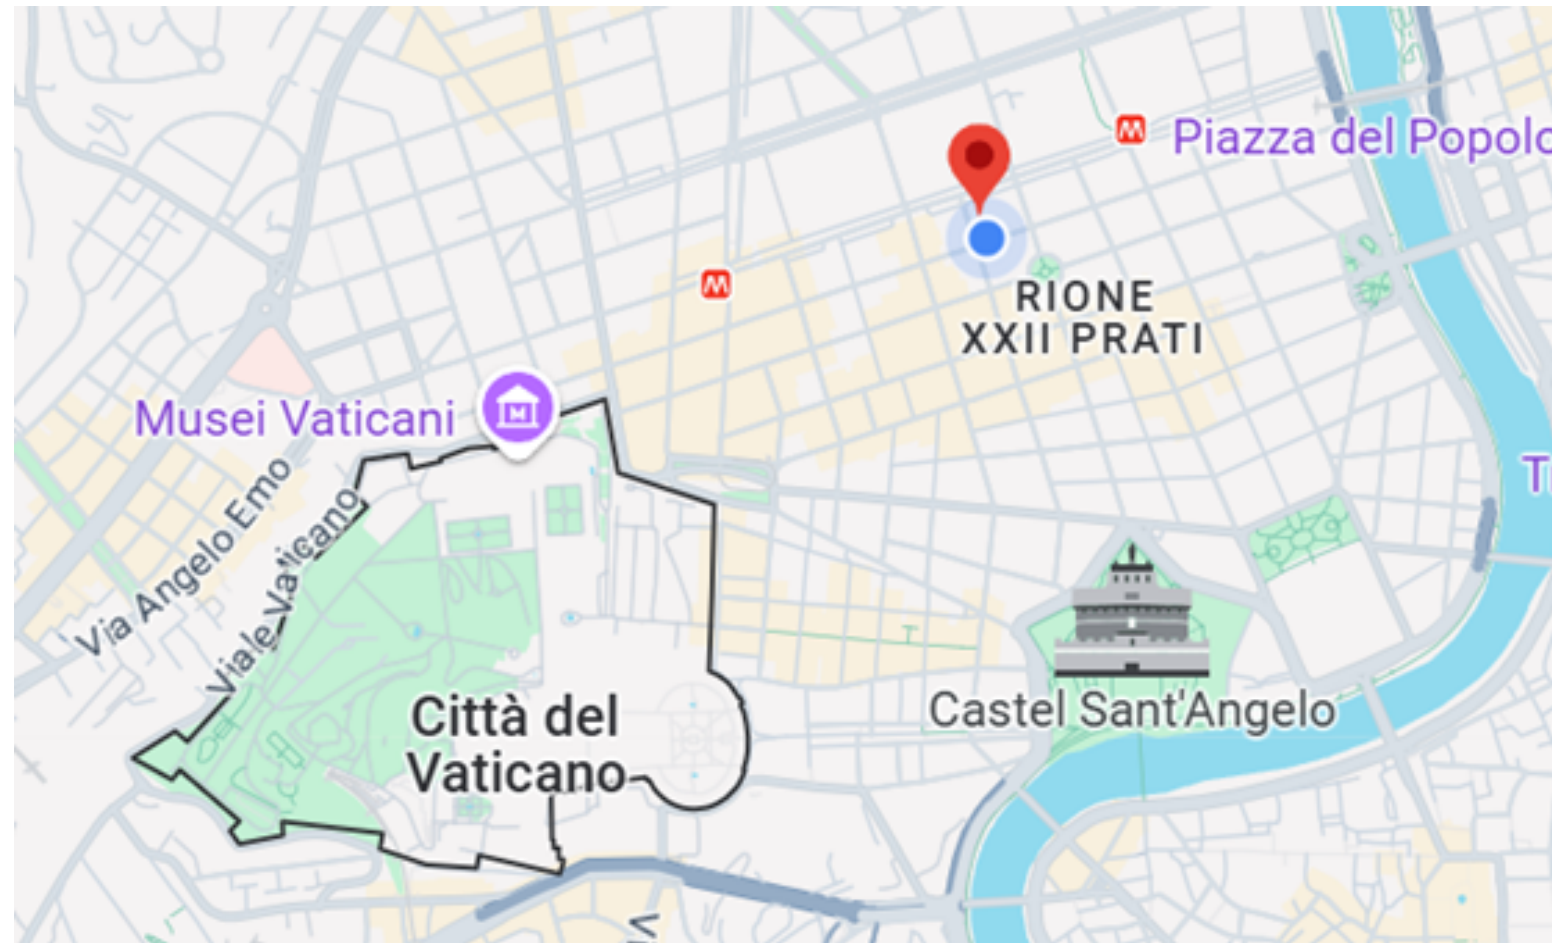 M
Piazza del Popolo
M
RIONE
XXII PRATI
Musei Vaticani
M
Via Angelo Emo
Viale Vaticano
Castel Sant'Angelo
Città del
Vaticano